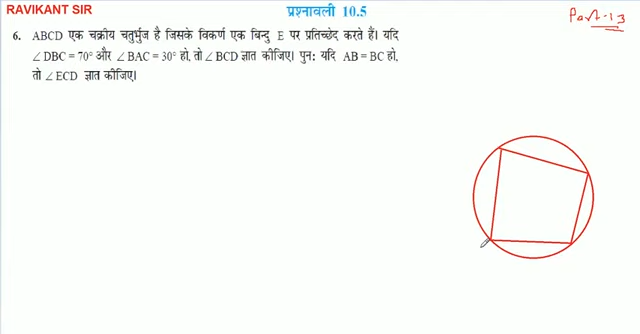 RAVIKANT SIR
प्रश्नावली 10.5
Part-13
6. ABCD एक चक्रीय चतुर्भुज है जिसके विकर्ण एक बिन्दु E पर प्रतिच्छेद करते हैं। यदि
∠DBC = 70° और ∠BAC = 30° हो, तो ∠BCD ज्ञात कीजिए। पुन: यदि AB = BC हो,
तो ∠ECD ज्ञात कीजिए।